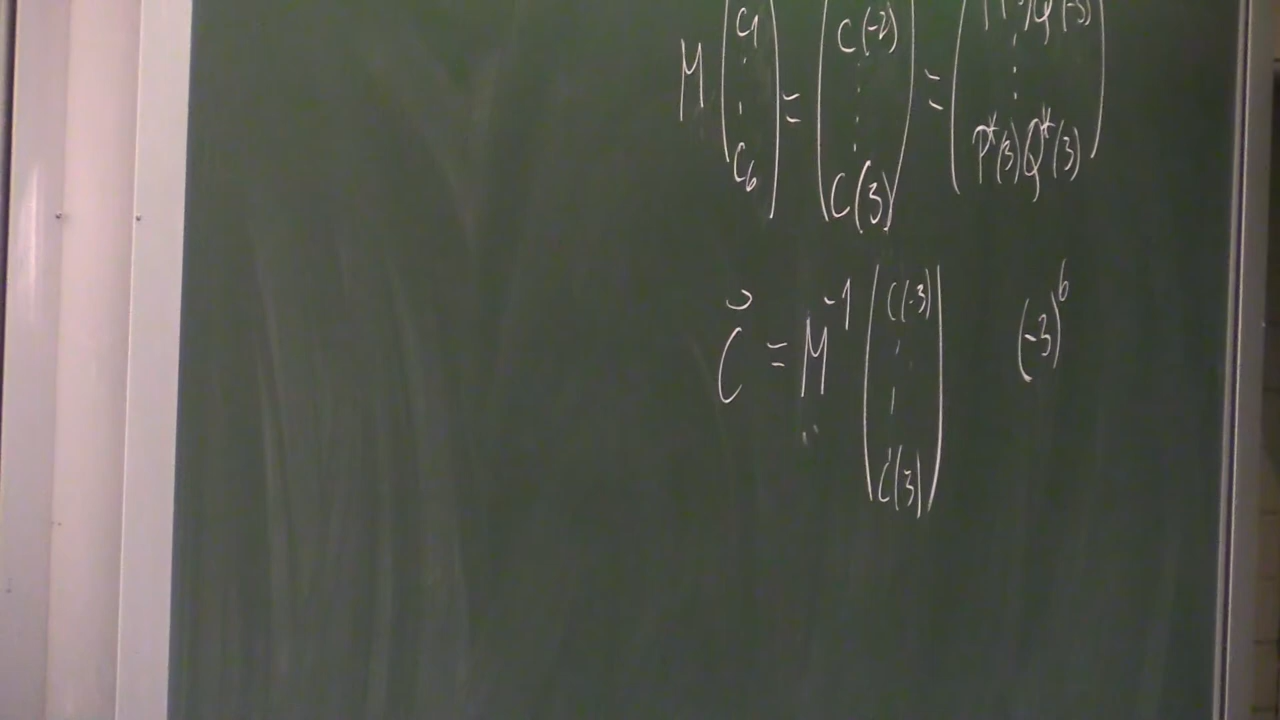 M (c₁ ⋮ c₆) = (C(-2) ⋮ C(3)) = ( ⋮ P*(3)Q*(3))
C⃗ = M⁻¹ (C(-3) ⋮ C(3)) (-3)⁶